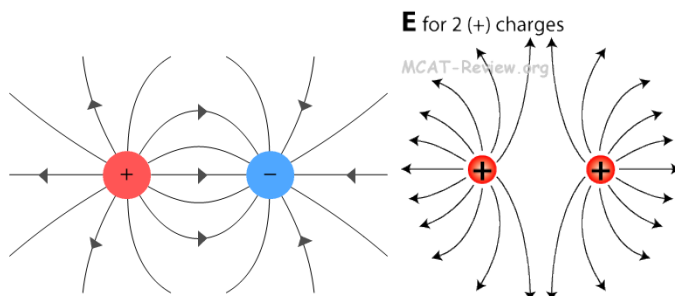 E for 2 (+) charges
MCAT-Review.org
+
−
+
+